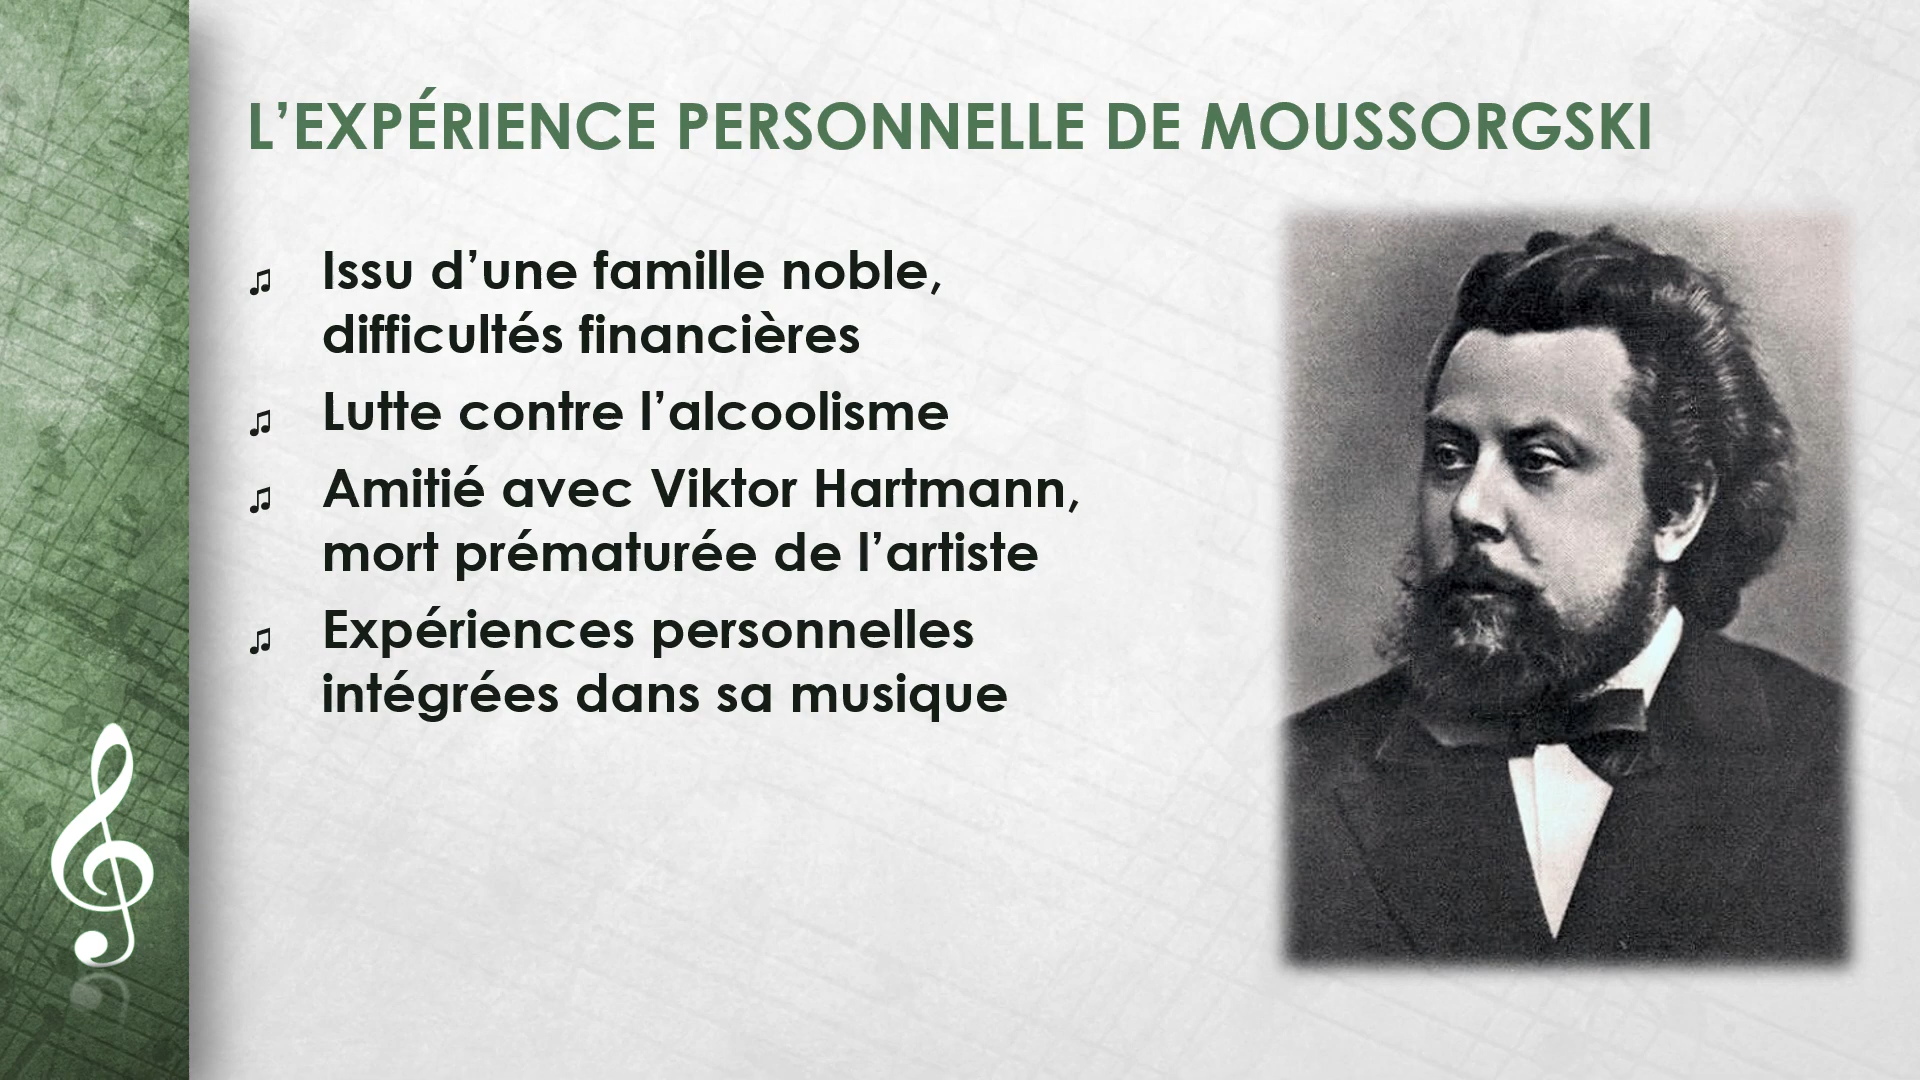 L’EXPÉRIENCE PERSONNELLE DE MOUSSORGSKI
♫ Issu d’une famille noble,
difficultés financières
♫ Lutte contre l’alcoolisme
♫ Amitié avec Viktor Hartmann,
mort prématurée de l’artiste
♫ Expériences personnelles
intégrées dans sa musique